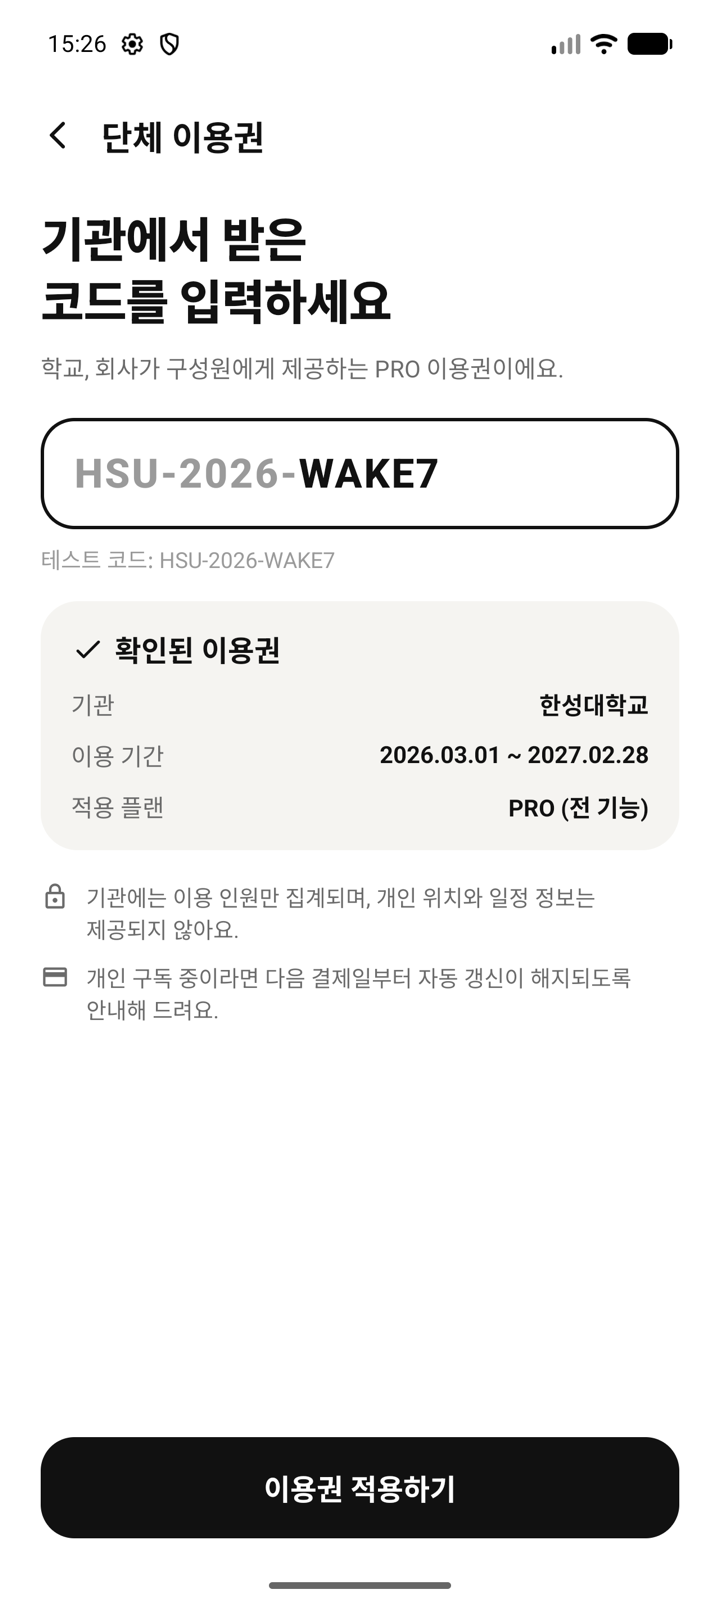 15:26
단체 이용권
기관에서 받은
코드를 입력하세요
학교, 회사가 구성원에게 제공하는 PRO 이용권이에요.
HSU-2026-WAKE7
테스트 코드: HSU-2026-WAKE7
확인된 이용권
기관 한성대학교
이용 기간 2026.03.01 ~ 2027.02.28
적용 플랜 PRO (전 기능)
기관에는 이용 인원만 집계되며, 개인 위치와 일정 정보는
제공되지 않아요.
개인 구독 중이라면 다음 결제일부터 자동 갱신이 해지되도록
안내해 드려요.
이용권 적용하기